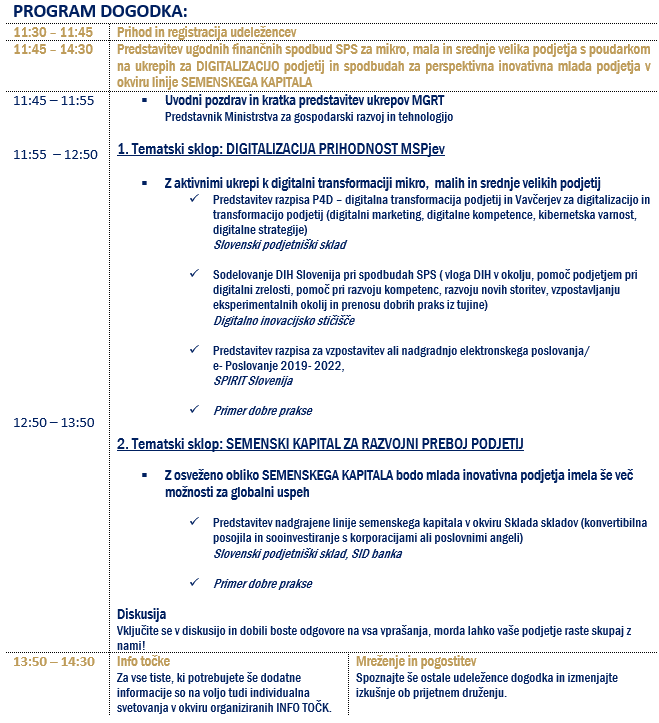 PROGRAM DOGODKA:
11:30 – 11:45 Prihod in registracija udeležencev
11:45 – 14:30 Predstavitev ugodnih finančnih spodbud SPS za mikro, mala in srednje velika podjetja s poudarkom
na ukrepih za DIGITALIZACIJO podjetij in spodbudah za perspektivna inovativna mlada podjetja v
okviru linije SEMENSKEGA KAPITALA
11:45 – 11:55 ▪ Uvodni pozdrav in kratka predstavitev ukrepov MGRT
Predstavnik Ministrstva za gospodarski razvoj in tehnologijo
11:55 – 12:50 1. Tematski sklop: DIGITALIZACIJA PRIHODNOST MSPjev
▪ Z aktivnimi ukrepi k digitalni transformaciji mikro, malih in srednje velikih podjetij
✓ Predstavitev razpisa P4D – digitalna transformacija podjetij in Vavčerjev za digitalizacijo in
transformacijo podjetij (digitalni marketing, digitalne kompetence, kibernetska varnost,
digitalne strategije)
Slovenski podjetniški sklad
✓ Sodelovanje DIH Slovenija pri spodbudah SPS ( vloga DIH v okolju, pomoč podjetjem pri
digitalni zrelosti, pomoč pri razvoju kompetenc, razvoju novih storitev, vzpostavljanju
eksperimentalnih okolij in prenosu dobrih praks iz tujine)
Digitalno inovacijsko stičišče
✓ Predstavitev razpisa za vzpostavitev ali nadgradnjo elektronskega poslovanja/
e- Poslovanje 2019- 2022,
SPIRIT Slovenija
✓ Primer dobre prakse
12:50 – 13:50
2. Tematski sklop: SEMENSKI KAPITAL ZA RAZVOJNI PREBOJ PODJETIJ
▪ Z osveženo obliko SEMENSKEGA KAPITALA bodo mlada inovativna podjetja imela še več
možnosti za globalni uspeh
✓ Predstavitev nadgrajene linije semenskega kapitala v okviru Sklada skladov (konvertibilna
posojila in sooinvestiranje s korporacijami ali poslovnimi angeli)
Slovenski podjetniški sklad, SID banka
✓ Primer dobre prakse
Diskusija
Vključite se v diskusijo in dobili boste odgovore na vsa vprašanja, morda lahko vaše podjetje raste skupaj z
nami!
13:50 – 14:30 Info točke
Za vse tiste, ki potrebujete še dodatne
informacije so na voljo tudi individualna
svetovanja v okviru organiziranih INFO TOČK.
Mreženje in pogostitev
Spoznajte še ostale udeležence dogodka in izmenjajte
izkušnje ob prijetnem druženju.